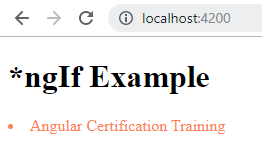 localhost:4200
*ngIf Example
• Angular Certification Training